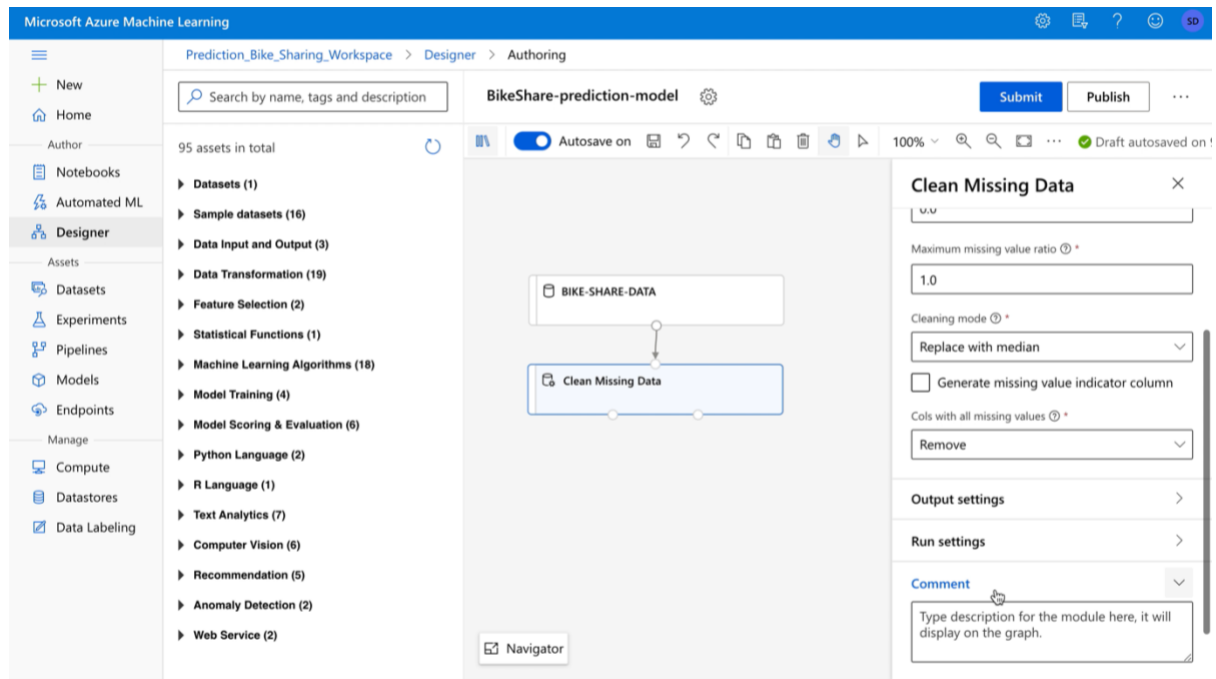 Microsoft Azure Machine Learning
SD
Prediction_Bike_Sharing_Workspace > Designer > Authoring
New
Home
Author
Notebooks
Automated ML
Designer
Assets
Datasets
Experiments
Pipelines
Models
Endpoints
Manage
Compute
Datastores
Data Labeling
Search by name, tags and description
95 assets in total
Datasets (1)
Sample datasets (16)
Data Input and Output (3)
Data Transformation (19)
Feature Selection (2)
Statistical Functions (1)
Machine Learning Algorithms (18)
Model Training (4)
Model Scoring & Evaluation (6)
Python Language (2)
R Language (1)
Text Analytics (7)
Computer Vision (6)
Recommendation (5)
Anomaly Detection (2)
Web Service (2)
BikeShare-prediction-model
Submit
Publish
Autosave on
100%
Draft autosaved on
BIKE-SHARE-DATA
Clean Missing Data
Navigator
Clean Missing Data
0.0
Maximum missing value ratio *
1.0
Cleaning mode *
Replace with median
Generate missing value indicator column
Cols with all missing values *
Remove
Output settings
Run settings
Comment
Type description for the module here, it will
display on the graph.